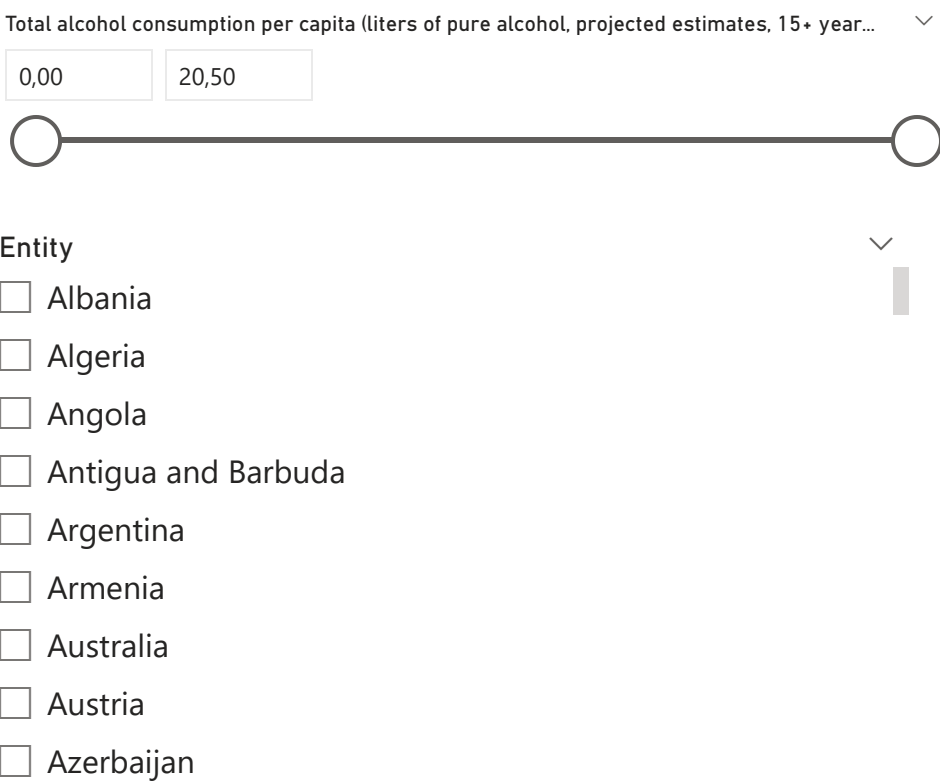 Total alcohol consumption per capita (liters of pure alcohol, projected estimates, 15+ year...
0,00 20,50
Entity
Albania
Algeria
Angola
Antigua and Barbuda
Argentina
Armenia
Australia
Austria
Azerbaijan